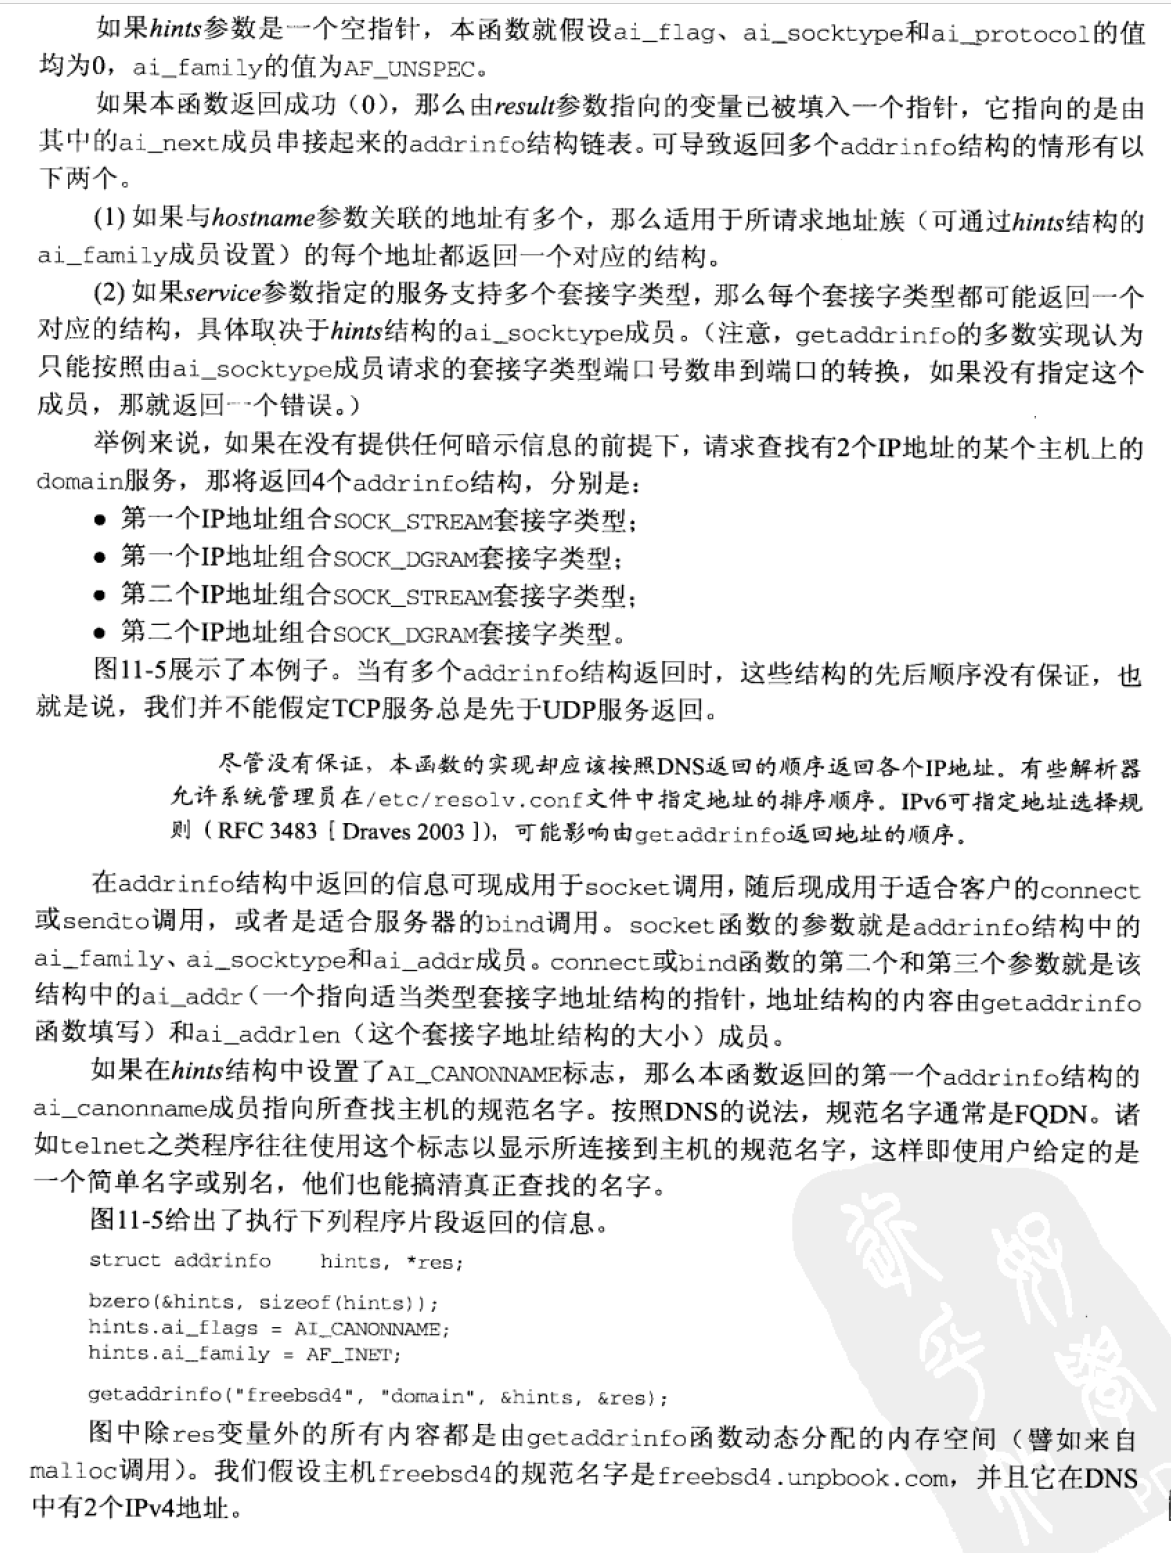 如果hints参数是一个空指针，本函数就假设ai_flag、ai_socktype和ai_protocol的值
均为0，ai_family的值为AF_UNSPEC。
如果本函数返回成功（0），那么由result参数指向的变量已被填入一个指针，它指向的是由
其中的ai_next成员串接起来的addrinfo结构链表。可导致返回多个addrinfo结构的情形有以
下两个。
(1) 如果与hostname参数关联的地址有多个，那么适用于所请求地址族（可通过hints结构的
ai_family成员设置）的每个地址都返回一个对应的结构。
(2) 如果service参数指定的服务支持多个套接字类型，那么每个套接字类型都可能返回一个
对应的结构，具体取决于hints结构的ai_socktype成员。（注意，getaddrinfo的多数实现认为
只能按照由ai_socktype成员请求的套接字类型端口号数串到端口的转换，如果没有指定这个
成员，那就返回一个错误。）
举例来说，如果在没有提供任何暗示信息的前提下，请求查找有2个IP地址的某个主机上的
domain服务，那将返回4个addrinfo结构，分别是：
● 第一个IP地址组合SOCK_STREAM套接字类型；
● 第一个IP地址组合SOCK_DGRAM套接字类型；
● 第二个IP地址组合SOCK_STREAM套接字类型；
● 第二个IP地址组合SOCK_DGRAM套接字类型。
图11-5展示了本例子。当有多个addrinfo结构返回时，这些结构的先后顺序没有保证，也
就是说，我们并不能假定TCP服务总是先于UDP服务返回。
尽管没有保证，本函数的实现却应该按照DNS返回的顺序返回各个IP地址。有些解析器
允许系统管理员在/etc/resolv.conf文件中指定地址的排序顺序。IPv6可指定地址选择规
则（RFC 3483［Draves 2003］），可能影响由getaddrinfo返回地址的顺序。
在addrinfo结构中返回的信息可现成用于socket调用，随后现成用于适合客户的connect
或sendto调用，或者是适合服务器的bind调用。socket函数的参数就是addrinfo结构中的
ai_family、ai_socktype和ai_addr成员。connect或bind函数的第二个和第三个参数就是该
结构中的ai_addr（一个指向适当类型套接字地址结构的指针，地址结构的内容由getaddrinfo
函数填写）和ai_addrlen（这个套接字地址结构的大小）成员。
如果在hints结构中设置了AI_CANONNAME标志，那么本函数返回的第一个addrinfo结构的
ai_canonname成员指向所查找主机的规范名字。按照DNS的说法，规范名字通常是FQDN。诸
如telnet之类程序往往使用这个标志以显示所连接到主机的规范名字，这样即使用户给定的是
一个简单名字或别名，他们也能搞清真正查找的名字。
图11-5给出了执行下列程序片段返回的信息。
struct addrinfo    hints, *res;
bzero(&hints, sizeof(hints));
hints.ai_flags = AI_CANONNAME;
hints.ai_family = AF_INET;
getaddrinfo("freebsd4", "domain", &hints, &res);
图中除res变量外的所有内容都是由getaddrinfo函数动态分配的内存空间（譬如来自
malloc调用）。我们假设主机freebsd4的规范名字是freebsd4.unpbook.com，并且它在DNS
中有2个IPv4地址。